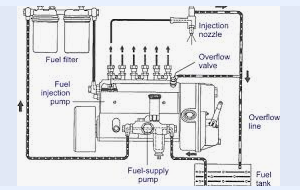 Injection
nozzle
Fuel filter
Overflow
valve
Fuel
injection
pump
Overflow
line
Fuel-supply
pump
Fuel
tank